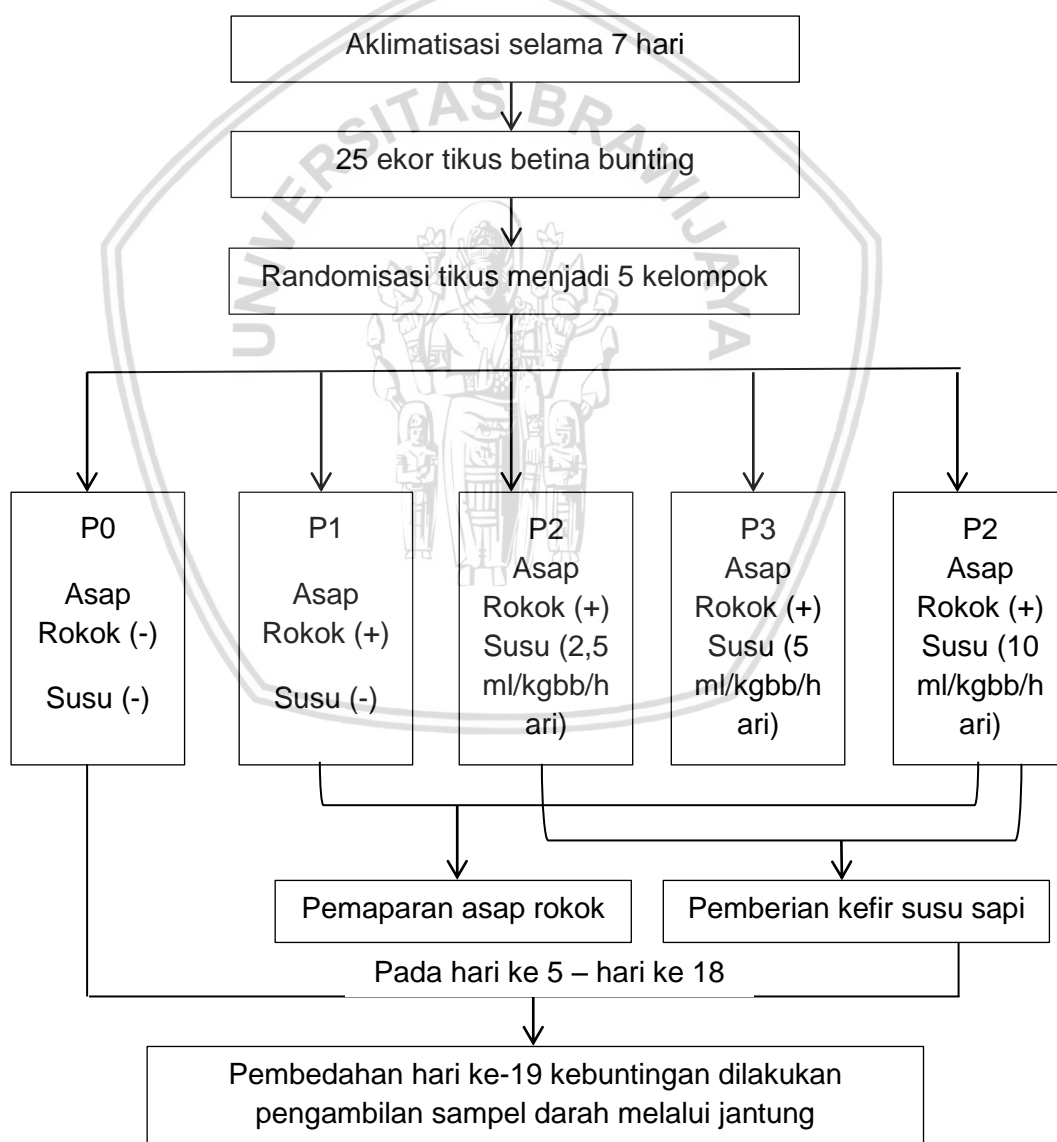 Aklimatisasi selama 7 hari
UNIVERSITAS BRAWIJAYA
25 ekor tikus betina bunting
Randomisasi tikus menjadi 5 kelompok
P0
Asap
Rokok (-)
Susu (-)
P1
Asap
Rokok (+)
Susu (-)
P2
Asap
Rokok (+)
Susu (2,5
ml/kgbb/h
ari)
P3
Asap
Rokok (+)
Susu (5
ml/kgbb/h
ari)
P2
Asap
Rokok (+)
Susu (10
ml/kgbb/h
ari)
Pemaparan asap rokok
Pemberian kefir susu sapi
Pada hari ke 5 – hari ke 18
Pembedahan hari ke-19 kebuntingan dilakukan
pengambilan sampel darah melalui jantung